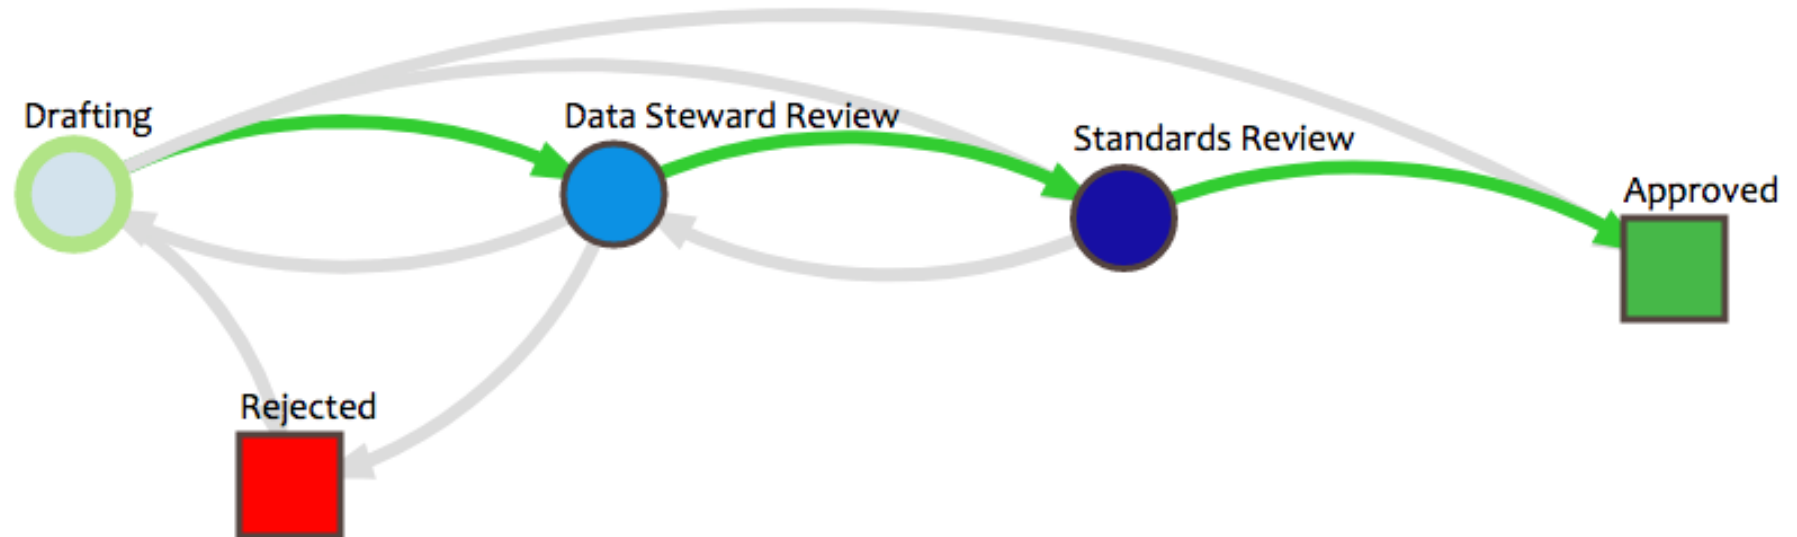 Drafting
Data Steward Review
Standards Review
Approved
Rejected